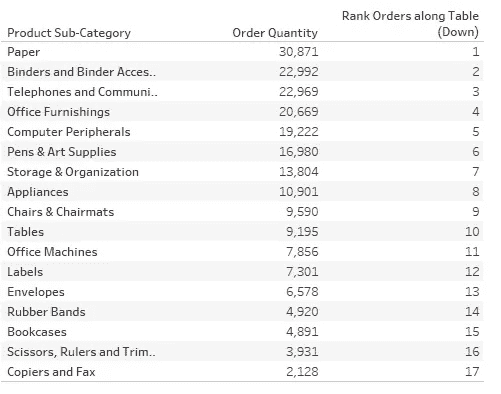 Rank Orders along Table
Product Sub-Category Order Quantity (Down)
Paper 30,871 1
Binders and Binder Acces.. 22,992 2
Telephones and Communi.. 22,969 3
Office Furnishings 20,669 4
Computer Peripherals 19,222 5
Pens & Art Supplies 16,980 6
Storage & Organization 13,804 7
Appliances 10,901 8
Chairs & Chairmats 9,590 9
Tables 9,195 10
Office Machines 7,856 11
Labels 7,301 12
Envelopes 6,578 13
Rubber Bands 4,920 14
Bookcases 4,891 15
Scissors, Rulers and Trim.. 3,931 16
Copiers and Fax 2,128 17